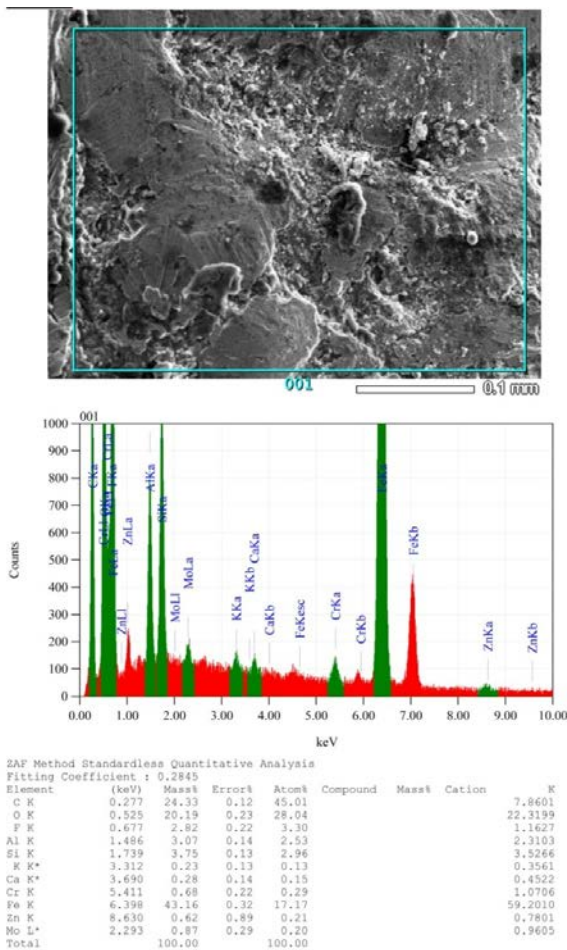 001
0.1 mm
001
1000
900
800
700
600
500
400
300
200
100
0
Counts
CKa
CrLa
FKa
FeLa
ZnLl
ZnLa
AlKa
SiKa
MoLl
MoLa
KKa
KKb
CaKa
CaKb
FeKesc
CrKa
CrKb
FeKa
FeKb
ZnKa
ZnKb
0.00 1.00 2.00 3.00 4.00 5.00 6.00 7.00 8.00 9.00 10.00
keV
ZAF Method Standardless Quantitative Analysis
Fitting Coefficient : 0.2845
Element (keV) Mass% Error% Atom% Compound Mass% Cation K
C K 0.277 24.33 0.12 45.01 7.8601
O K 0.525 20.19 0.23 28.04 22.3199
F K 0.677 2.82 0.22 3.30 1.1627
Al K 1.486 3.07 0.14 2.53 2.3103
Si K 1.739 3.75 0.13 2.96 3.5266
K K* 3.312 0.23 0.13 0.13 0.3561
Ca K* 3.690 0.28 0.14 0.15 0.4522
Cr K 5.411 0.68 0.22 0.29 1.0706
Fe K 6.398 43.16 0.32 17.17 59.2010
Zn K 8.630 0.62 0.89 0.21 0.7801
Mo L* 2.293 0.87 0.29 0.20 0.9605
Total 100.00 100.00